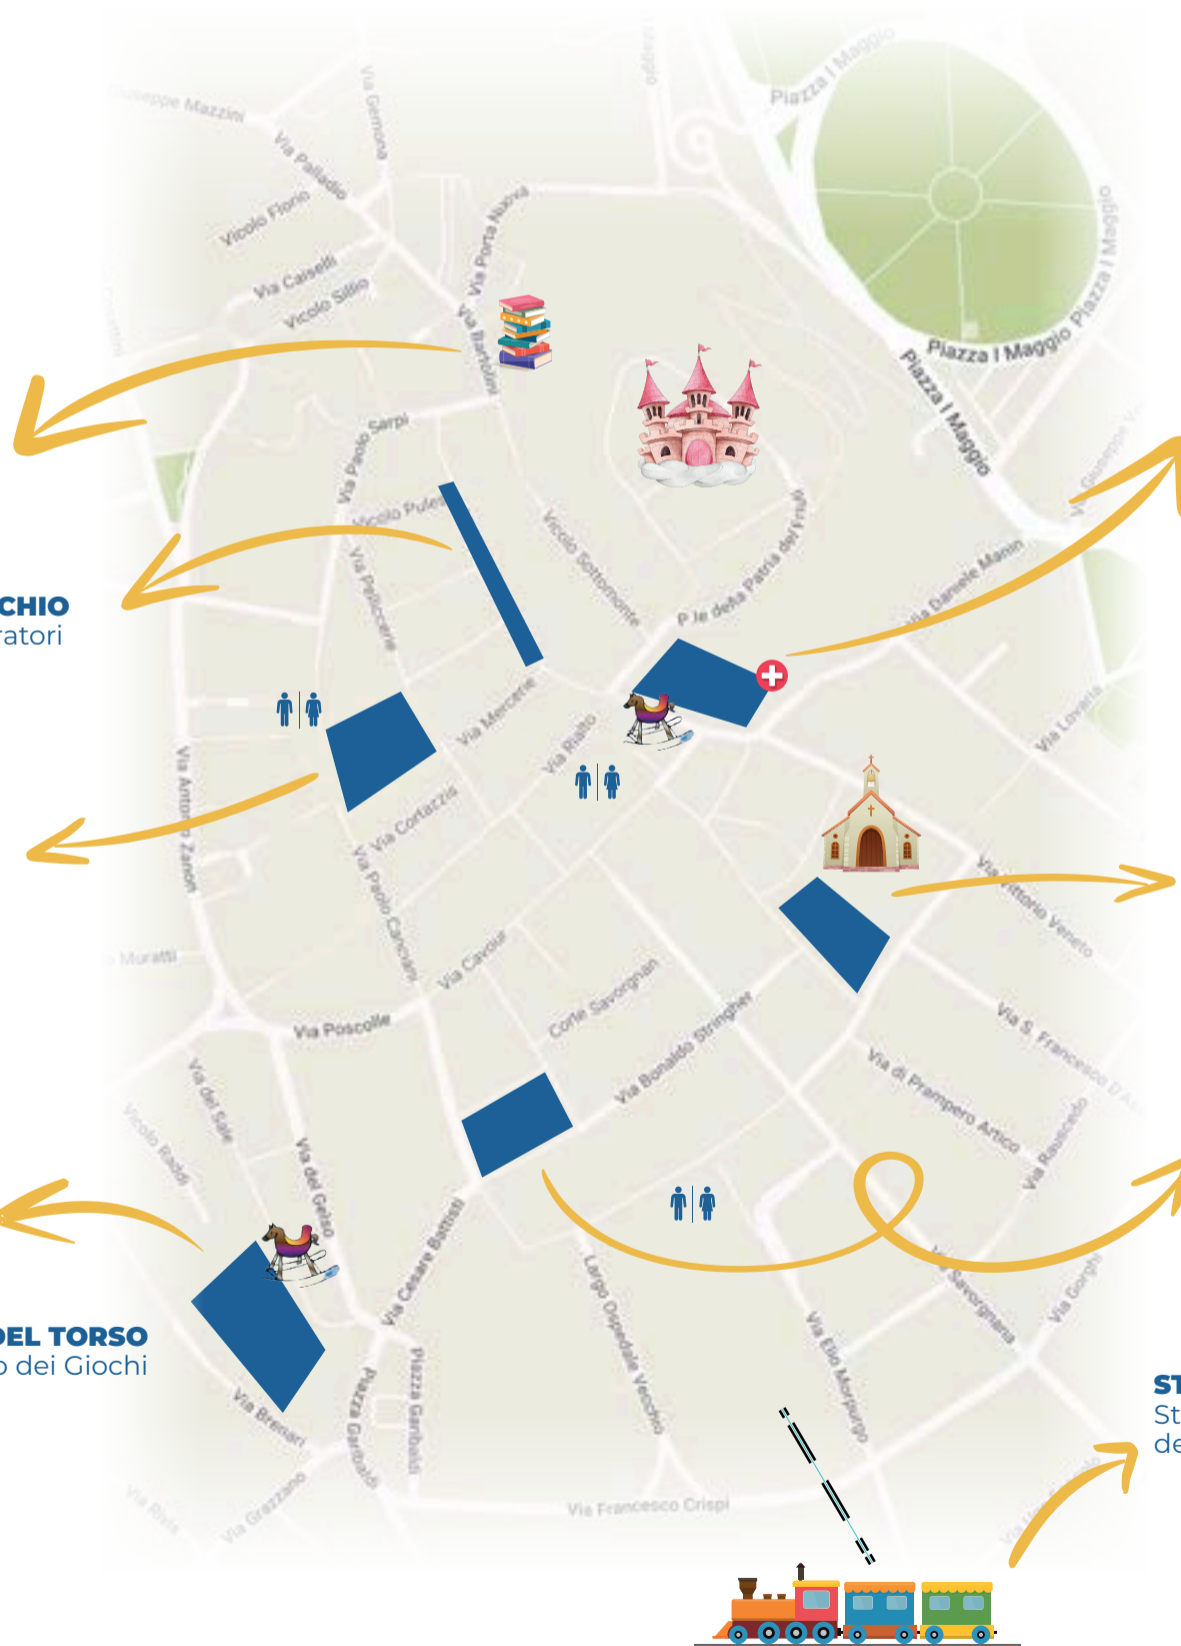 Piazza I Maggio
Maggio
Via Gemona
Giuseppe Mazzini
Via Palladio
Vicolo Florio
Via Porta Nuova
Piazza I Maggio
Via Caiselli
Vicolo Sillio
Via Bartolini
Piazza I Maggio
Piazza I Maggio
Via Paolo Sarpi
Vicolo Pulesi
Vicolo Sottomonte
P.le della Patria del Friuli
Via Daniele Manin
Via Pelliccerie
CCHIO
ratori
Via Mercerie
Via Rialto
Via Lovaria
Via Antonio Zanon
Via Cortazzis
Via Paolo Canciani
Via Vittorio Veneto
Muratti
Via Cavour
Corte Savorgnan
Via Poscolle
Via Bonaldo Stringher
Via S. Francesco D'As
Via del Sale
Via di Prampero Artico
Vicolo Raddi
Via Rauscedo
Via del Gelso
Via Cesare Battisti
Largo Ospedale Vecchio
Via Savorgnana
Via Gorghi
Via Elio Morpurgo
DEL TORSO
o dei Giochi
Piazza Garibaldi
Piazza Garibaldi
ST
St
de
Via Brenari
Via Grazzano
Via Rivis
Via Francesco Crispi